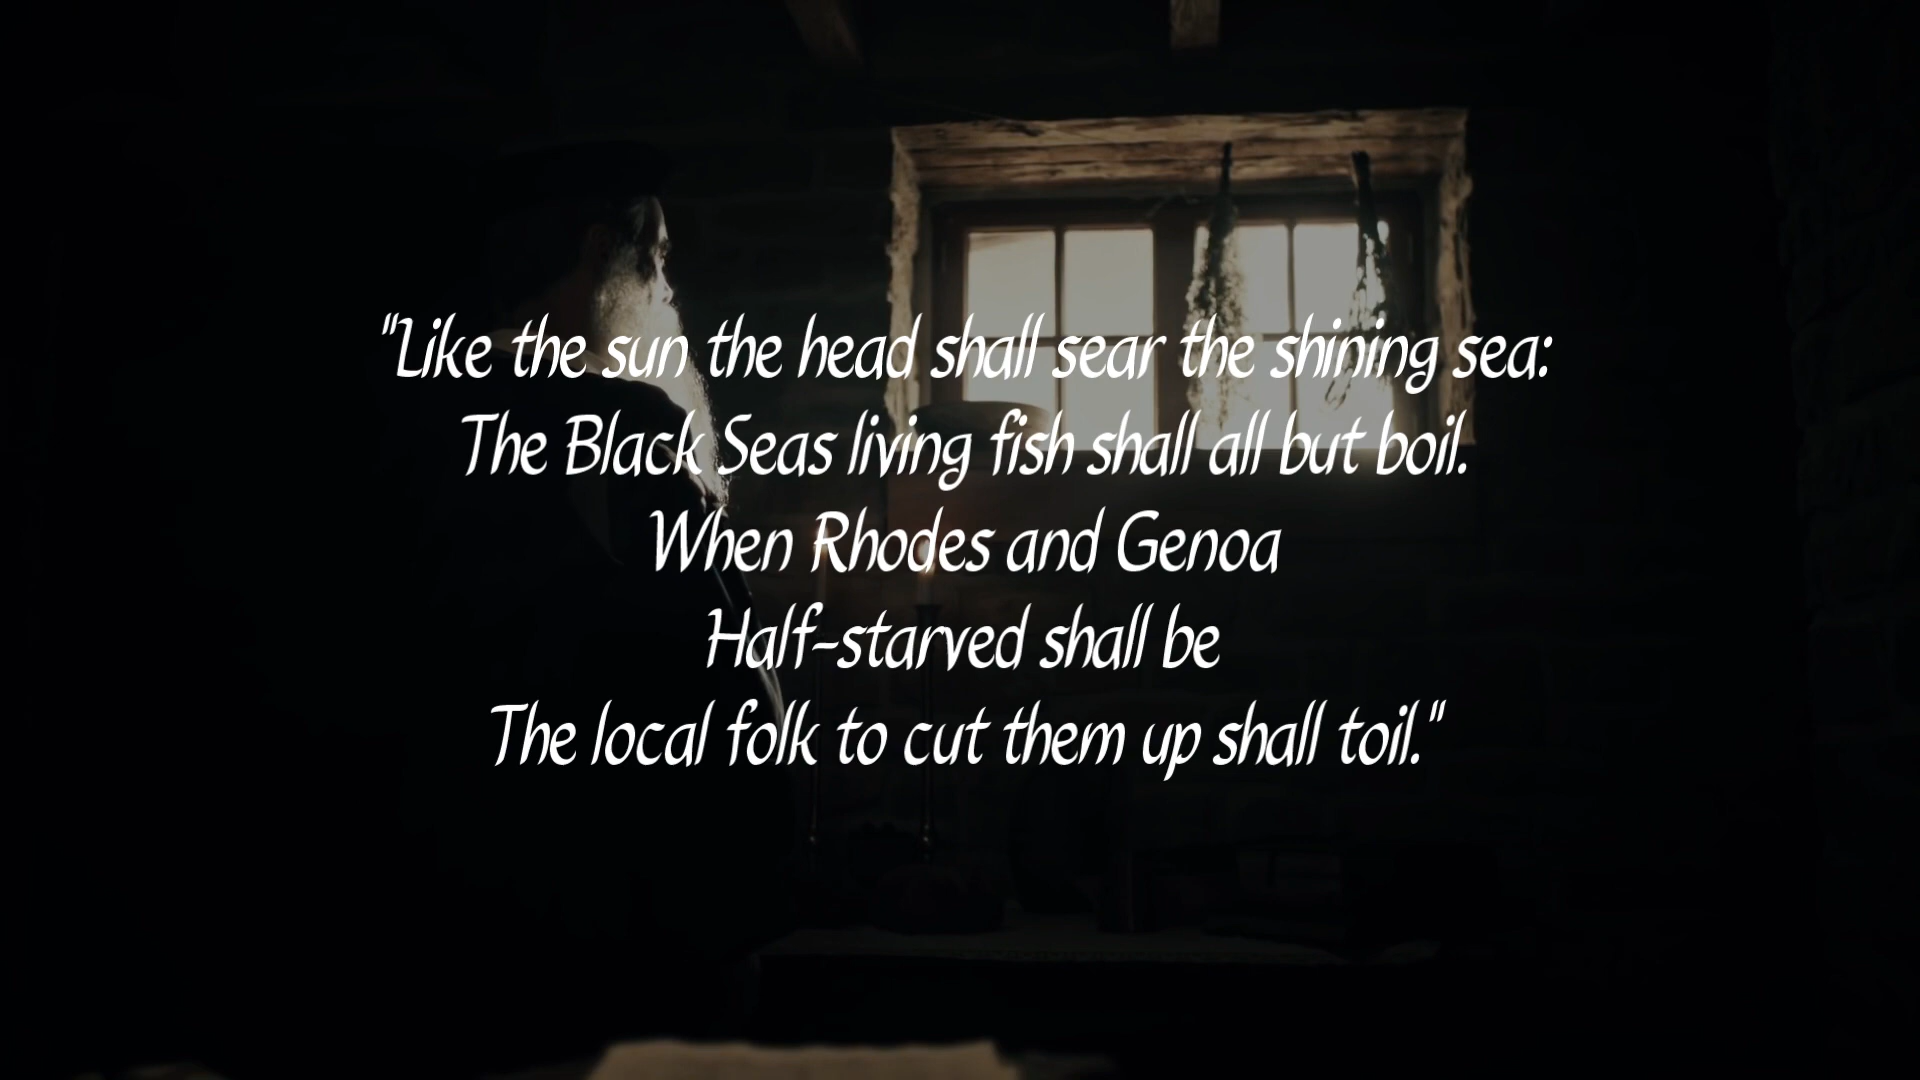 "Like the sun the head shall sear the shining sea:
The Black Seas living fish shall all but boil.
When Rhodes and Genoa
Half-starved shall be
The local folk to cut them up shall toil."